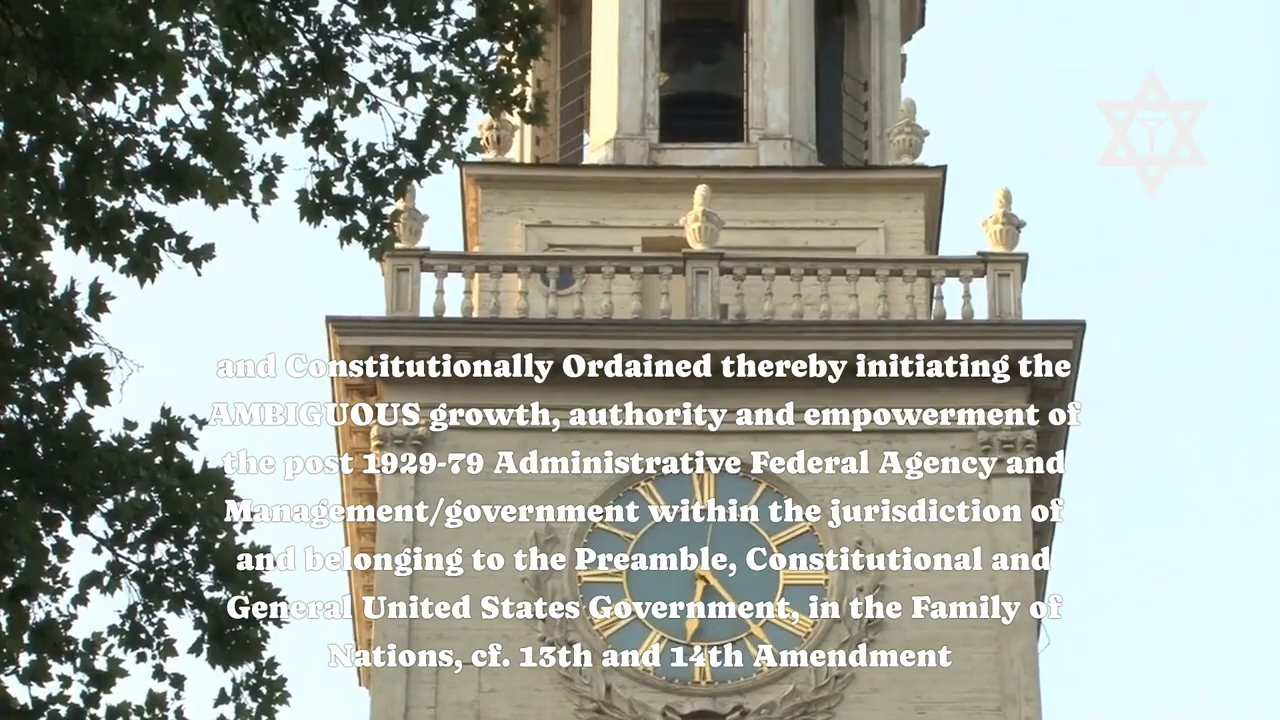 and Constitutionally Ordained thereby initiating the
AMBIGUOUS growth, authority and empowerment of
the post 1929-79 Administrative Federal Agency and
Management/government within the jurisdiction of
and belonging to the Preamble, Constitutional and
General United States Government, in the Family of
Nations, cf. 13th and 14th Amendment